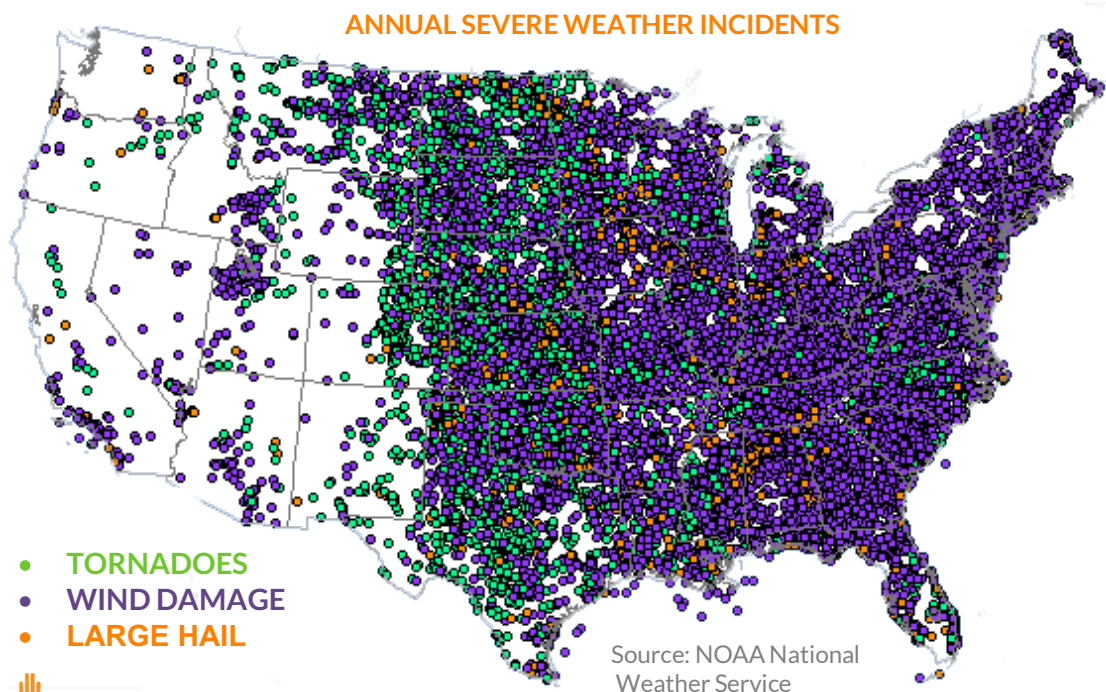 ANNUAL SEVERE WEATHER INCIDENTS
• TORNADOES
• WIND DAMAGE
• LARGE HAIL
Source: NOAA National
Weather Service